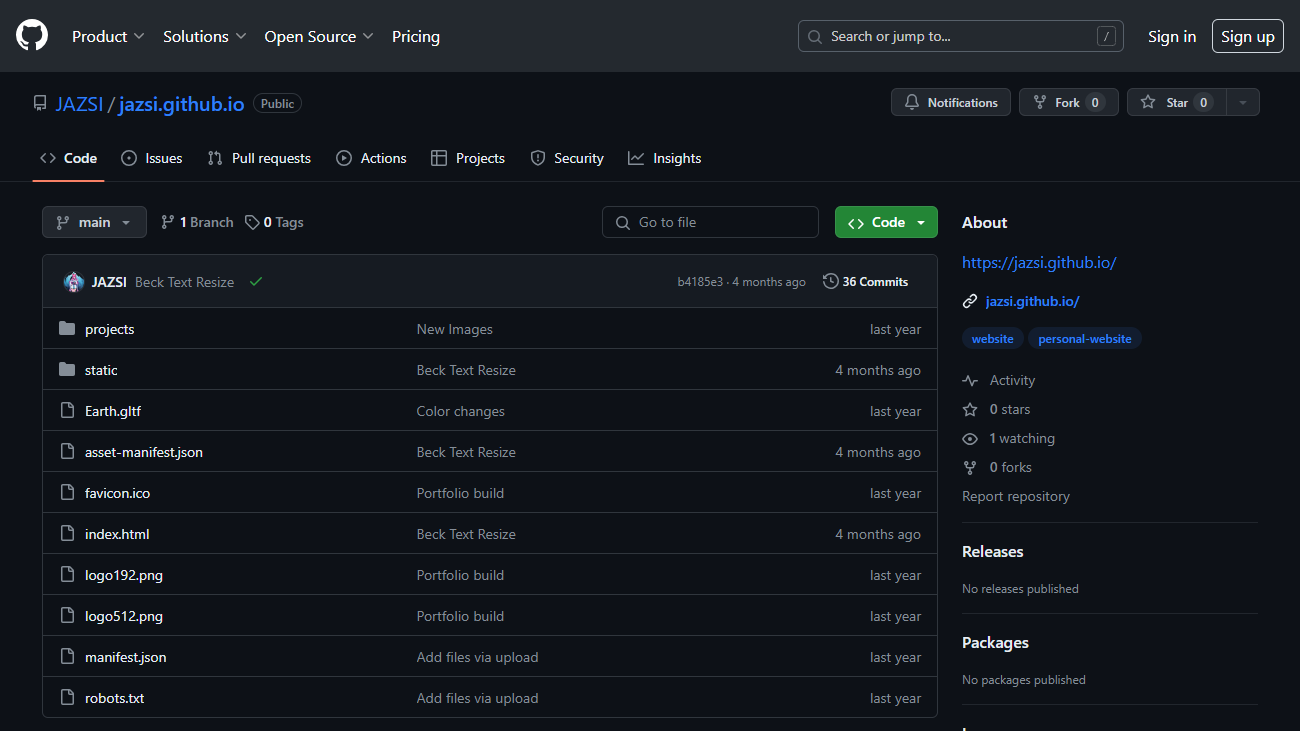 Product Solutions Open Source Pricing Search or jump to... / Sign in Sign up
JAZSI / jazsi.github.io Public Notifications Fork 0 Star 0
Code Issues Pull requests Actions Projects Security Insights
main 1 Branch 0 Tags Go to file Code
JAZSI Beck Text Resize b4185e3 · 4 months ago 36 Commits
projects New Images last year
static Beck Text Resize 4 months ago
Earth.gltf Color changes last year
asset-manifest.json Beck Text Resize 4 months ago
favicon.ico Portfolio build last year
index.html Beck Text Resize 4 months ago
logo192.png Portfolio build last year
logo512.png Portfolio build last year
manifest.json Add files via upload last year
robots.txt Add files via upload last year
About
https://jazsi.github.io/
jazsi.github.io/
website personal-website
Activity
0 stars
1 watching
0 forks
Report repository
Releases
No releases published
Packages
No packages published